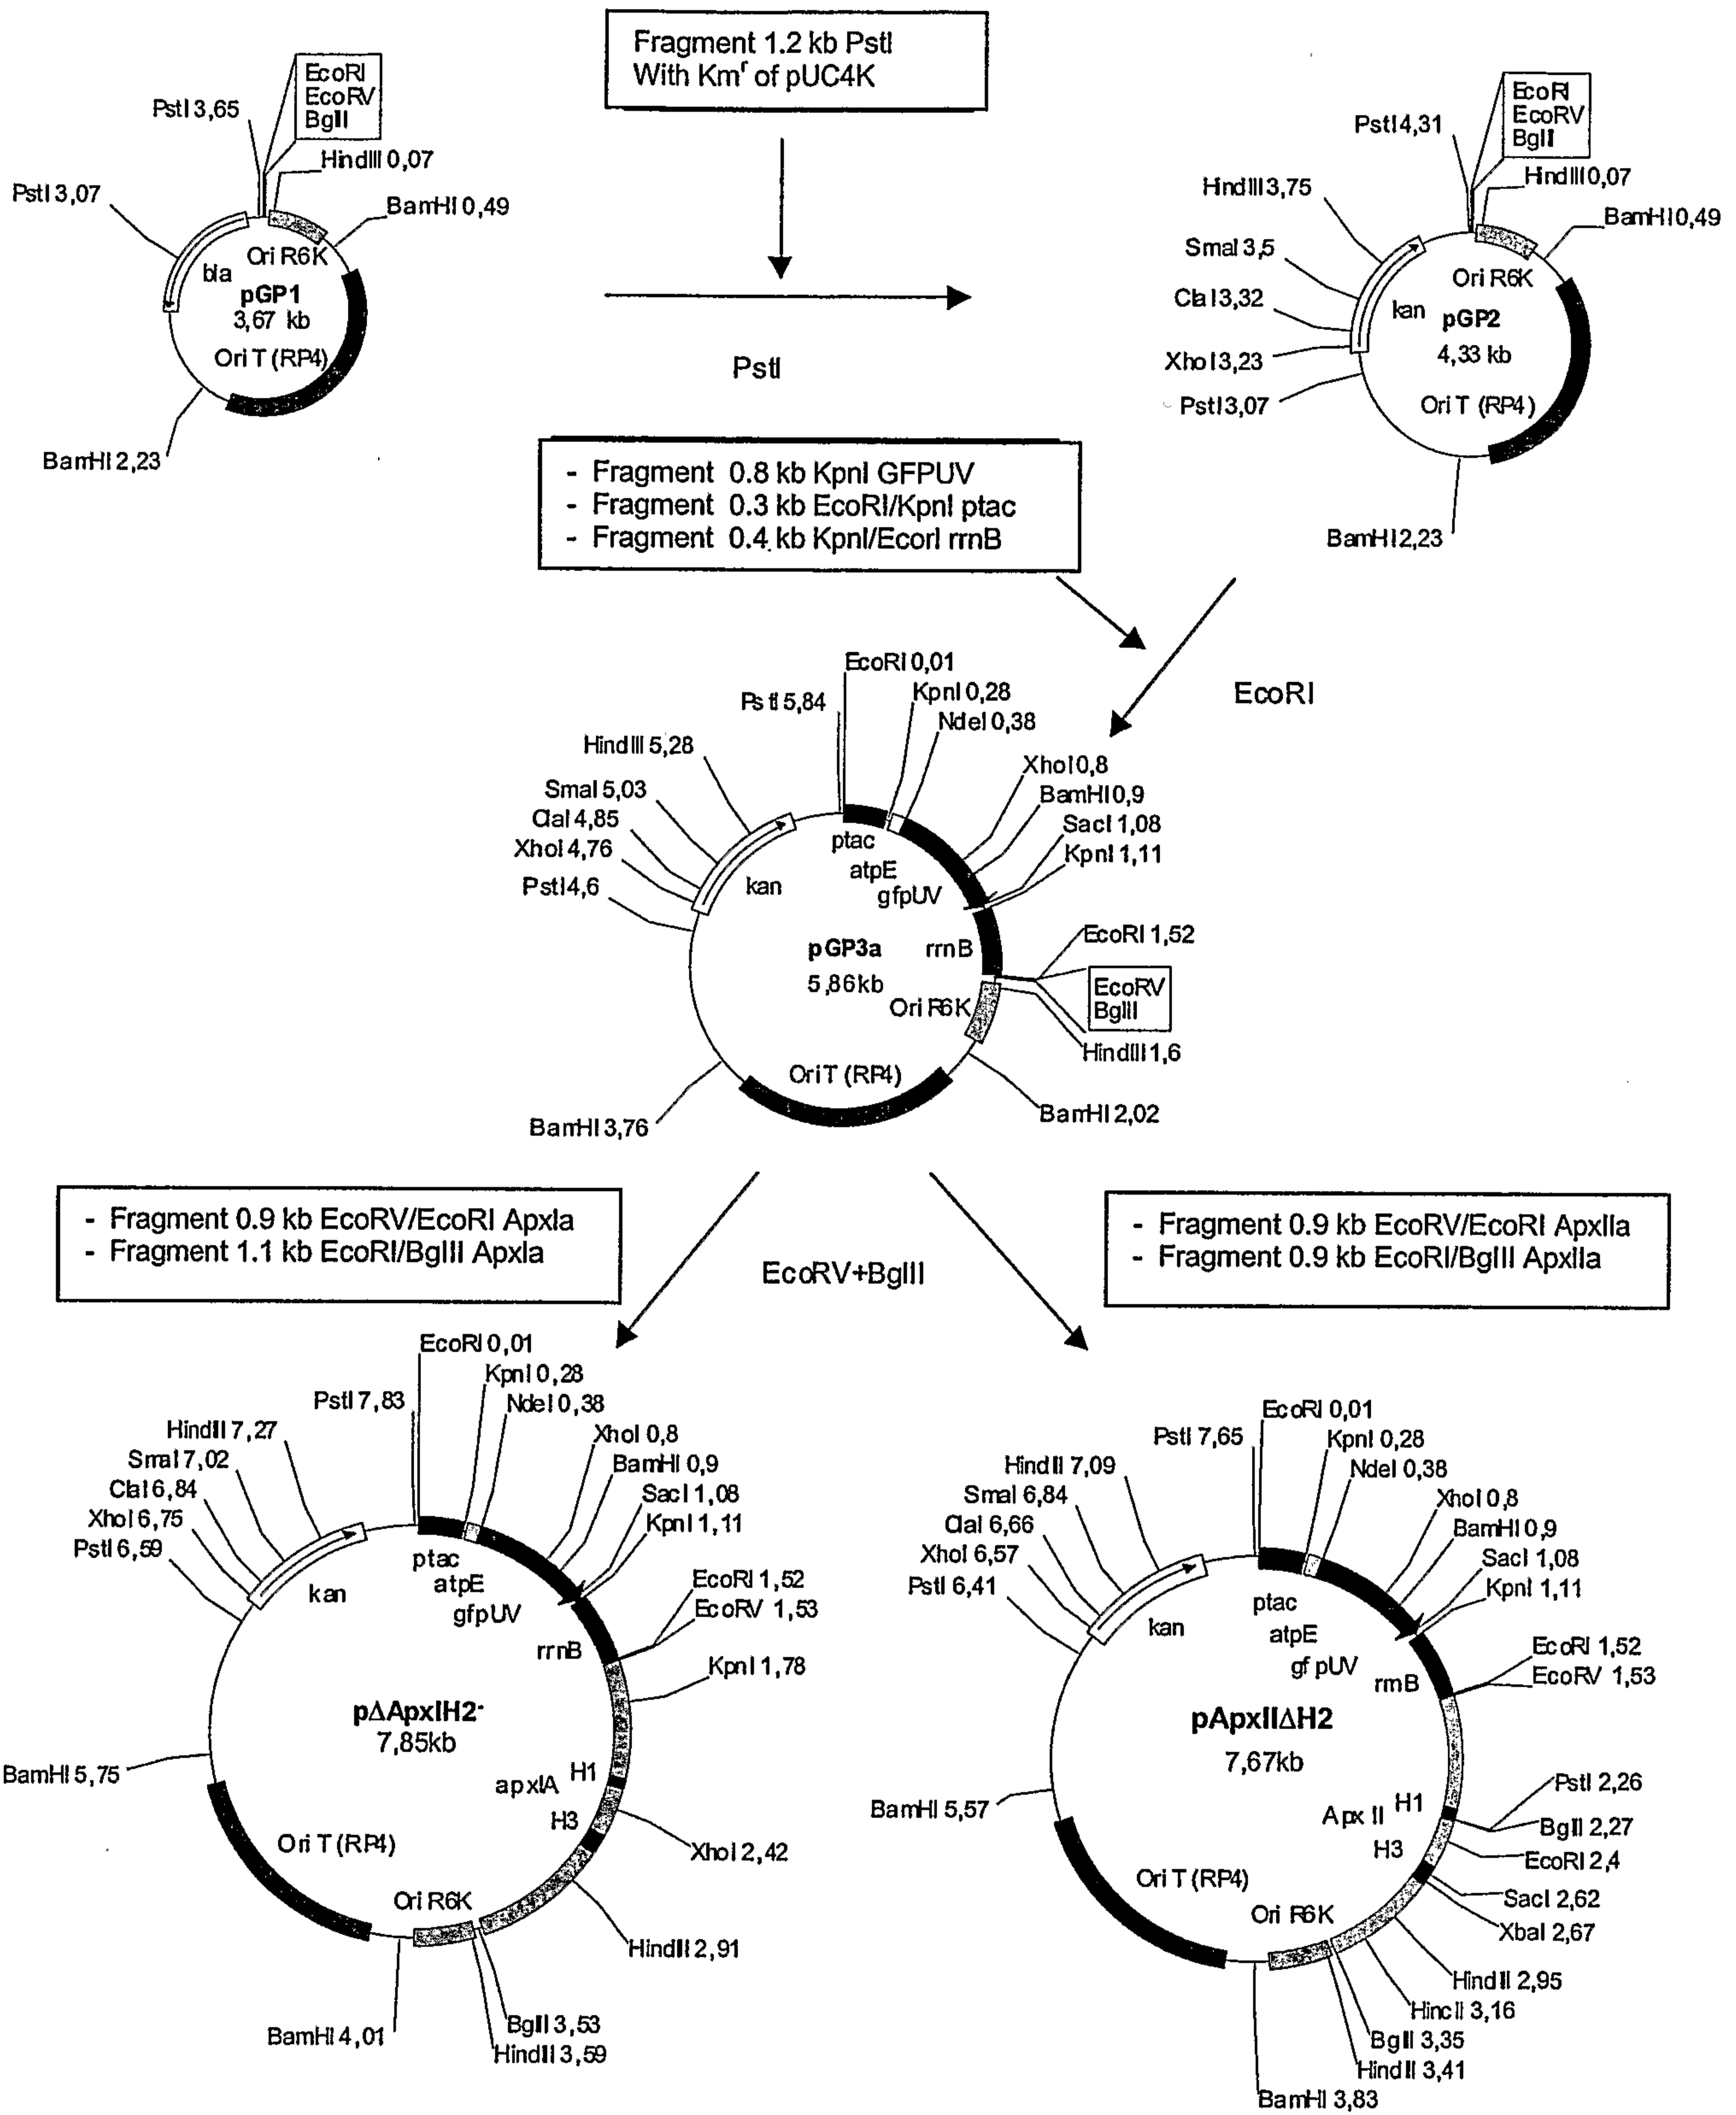 Fragment 1.2 kb PstI
With Kmʳ of pUC4K
EcoRI
EcoRV
BglII
PstI 3,65
HindIII 0,07
PstI 3,07
BamHI 0,49
Ori R6K
bla
pGP1
3,67 kb
Ori T (RP4)
BamHI 2,23
PstI
EcoRI
EcoRV
BglII
PstI 4,31
HindIII 0,07
HindIII 3,75
BamHI 0,49
SmaI 3,5
Ori R6K
ClaI 3,32
kan
pGP2
4,33 kb
XhoI 3,23
PstI 3,07
Ori T (RP4)
BamHI 2,23
- Fragment 0.8 kb KpnI GFPUV
- Fragment 0.3 kb EcoRI/KpnI ptac
- Fragment 0.4 kb KpnI/EcorI rrnB
EcoRI
EcoRI 0,01
PstI 5,84
KpnI 0,28
NdeI 0,38
HindIII 5,28
XhoI 0,8
SmaI 5,03
BamHI 0,9
ClaI 4,85
SacI 1,08
XhoI 4,76
KpnI 1,11
PstI 4,6
ptac
atpE
gfpUV
kan
pGP3a
5,86kb
rrnB
EcoRI 1,52
EcoRV
BglII
Ori R6K
HindIII 1,6
Ori T (RP4)
BamHI 3,76
BamHI 2,02
- Fragment 0.9 kb EcoRV/EcoRI ApxIa
- Fragment 1.1 kb EcoRI/BglII ApxIa
EcoRV+BglII
- Fragment 0.9 kb EcoRV/EcoRI ApxIIa
- Fragment 0.9 kb EcoRI/BglII ApxIIa
EcoRI 0,01
KpnI 0,28
PstI 7,83
NdeI 0,38
HindIII 7,27
XhoI 0,8
SmaI 7,02
BamHI 0,9
ClaI 6,84
SacI 1,08
XhoI 6,75
KpnI 1,11
PstI 6,59
ptac
atpE
gfpUV
kan
EcoRI 1,52
EcoRV 1,53
rrnB
KpnI 1,78
pΔApxIH2-
7,85kb
BamHI 5,75
apxIA
H1
H3
XhoI 2,42
Ori T (RP4)
Ori R6K
HindIII 2,91
BglII 3,53
BamHI 4,01
HindIII 3,59
EcoRI 0,01
PstI 7,65
KpnI 0,28
HindIII 7,09
NdeI 0,38
SmaI 6,84
XhoI 0,8
ClaI 6,66
BamHI 0,9
XhoI 6,57
SacI 1,08
PstI 6,41
KpnI 1,11
ptac
atpE
gfpUV
kan
EcoRI 1,52
EcoRV 1,53
rrnB
pApxIIΔH2
7,67kb
BamHI 5,57
Apx II
H1
H3
PstI 2,26
BglII 2,27
EcoRI 2,4
SacI 2,62
XbaI 2,67
Ori T (RP4)
Ori R6K
HindIII 2,95
HincII 3,16
BglII 3,35
HindIII 3,41
BamHI 3,83